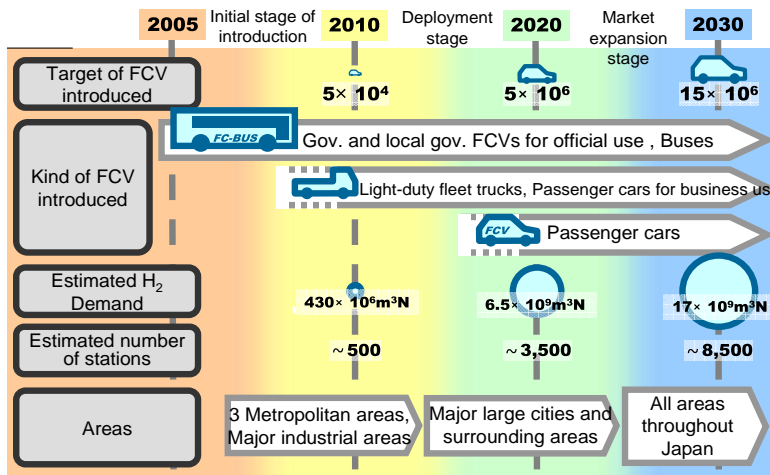 2005
Initial stage of
introduction
2010
Deployment
stage
2020
Market
expansion
stage
2030
Target of FCV
introduced
5× 10⁴
5× 10⁶
15× 10⁶
Kind of FCV
introduced
FC-BUS
Gov. and local gov. FCVs for official use , Buses
Light-duty fleet trucks, Passenger cars for business us
FCV
Passenger cars
Estimated H₂
Demand
430× 10⁶m³N
6.5× 10⁹m³N
17× 10⁹m³N
Estimated number
of stations
~500
~3,500
~8,500
Areas
3 Metropolitan areas,
Major industrial areas
Major large cities and
surrounding areas
All areas
throughout
Japan